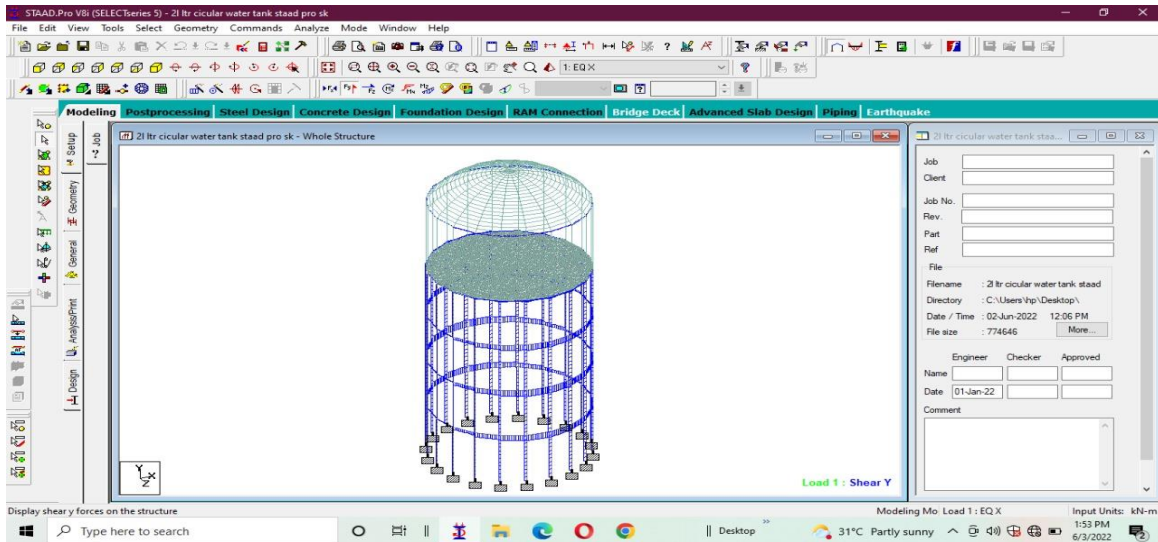 STAAD.Pro V8i (SELECTseries 5) - 2l ltr cicular water tank staad pro sk
File Edit View Tools Select Geometry Commands Analyze Mode Window Help
1: EQ X
Modeling Postprocessing Steel Design Concrete Design Foundation Design RAM Connection Bridge Deck Advanced Slab Design Piping Earthquake
Setup
Geometry
General
Analysis/Print
Design
Job
2l ltr cicular water tank staad pro sk - Whole Structure
Y
X
Z
Load 1 : Shear Y
2l ltr cicular water tank staa...
Job
Client
Job No.
Rev.
Part
Ref
File
Filename : 2l ltr cicular water tank staad
Directory : C:\Users\hp\Desktop\
Date / Time : 02-Jun-2022 12:06 PM
File size : 774646 More...
Engineer Checker Approved
Name
Date 01-Jan-22
Comment
Display shear y forces on the structure
Modeling Mo Load 1 : EQ X Input Units: kN-m
Type here to search
Desktop
31°C Partly sunny
1:53 PM
6/3/2022